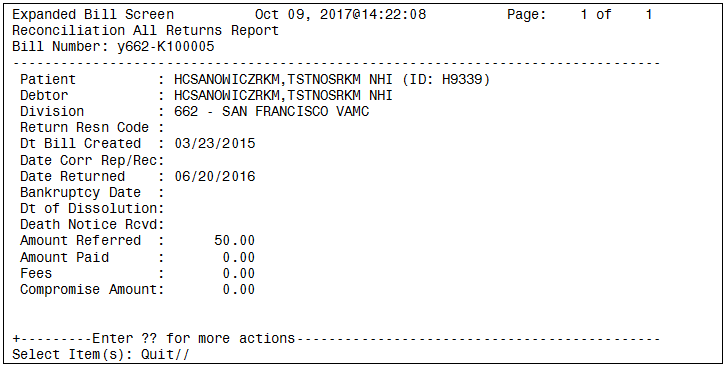 Expanded Bill Screen          Oct 09, 2017@14:22:08          Page:    1 of    1
Reconciliation All Returns Report
Bill Number: y662-K100005
--------------------------------------------------------------------------------
 Patient          : HCSANOWICZRKM,TSTNOSRKM NHI (ID: H9339)
 Debtor           : HCSANOWICZRKM,TSTNOSRKM NHI
 Division         : 662 - SAN FRANCISCO VAMC
 Return Resn Code :
 Dt Bill Created  : 03/23/2015
 Date Corr Rep/Rec:
 Date Returned    : 06/20/2016
 Bankruptcy Date  :
 Dt of Dissolution:
 Death Notice Rcvd:
 Amount Referred  :      50.00
 Amount Paid      :       0.00
 Fees             :       0.00
 Compromise Amount:       0.00
+---------Enter ?? for more actions---------------------------------------------
Select Item(s): Quit//